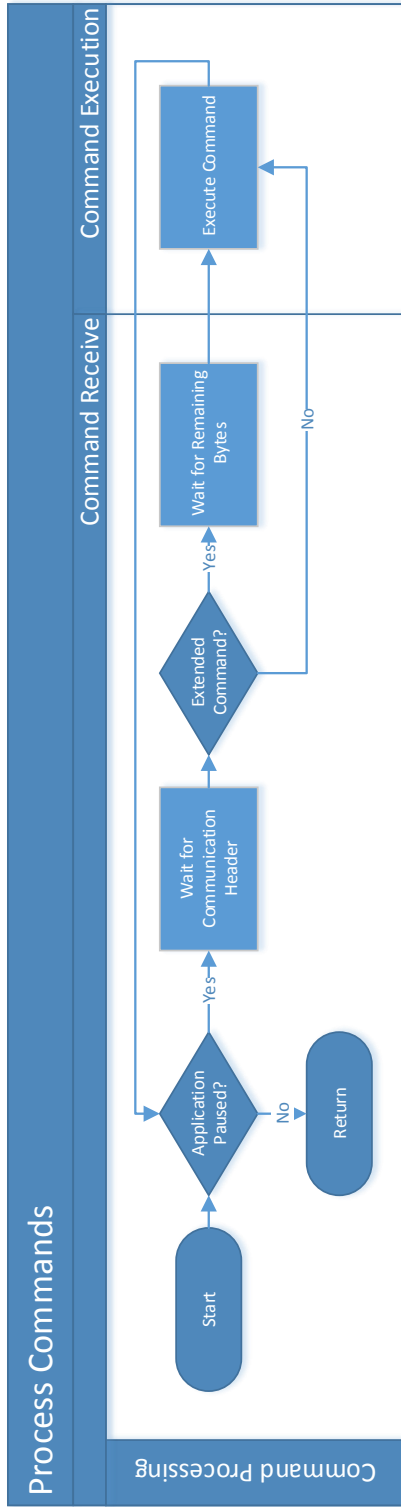 Process Commands
Command Receive
Command Execution
Command Processing
Start
Application
Paused?
Yes
No
Return
Wait for
Communication
Header
Extended
Command?
Yes
No
Wait for Remaining
Bytes
Execute Command